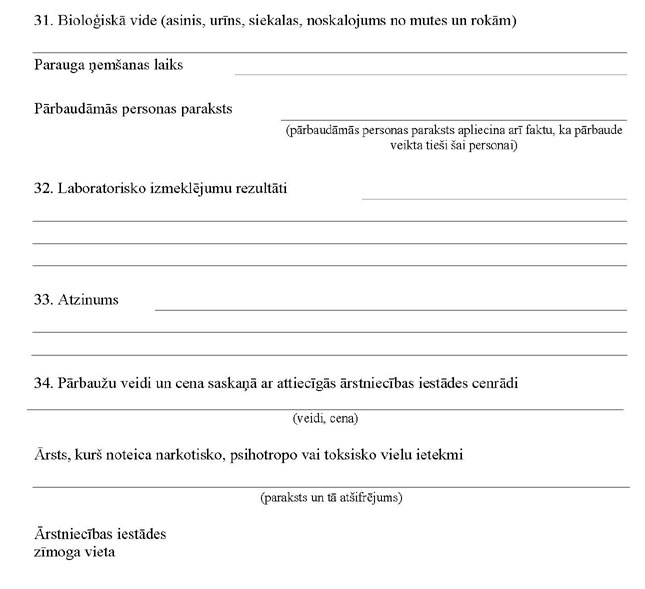 31. Bioloģiskā vide (asinis, urīns, siekalas, noskalojums no mutes un rokām)
Parauga ņemšanas laiks
Pārbaudāmās personas paraksts
(pārbaudāmās personas paraksts apliecina arī faktu, ka pārbaude
veikta tieši šai personai)
32. Laboratorisko izmeklējumu rezultāti
33. Atzinums
34. Pārbaužu veidi un cena saskaņā ar attiecīgās ārstniecības iestādes cenrādi
(veidi, cena)
Ārsts, kurš noteica narkotisko, psihotropo vai toksisko vielu ietekmi
(paraksts un tā atšifrējums)
Ārstniecības iestādes
zīmoga vieta